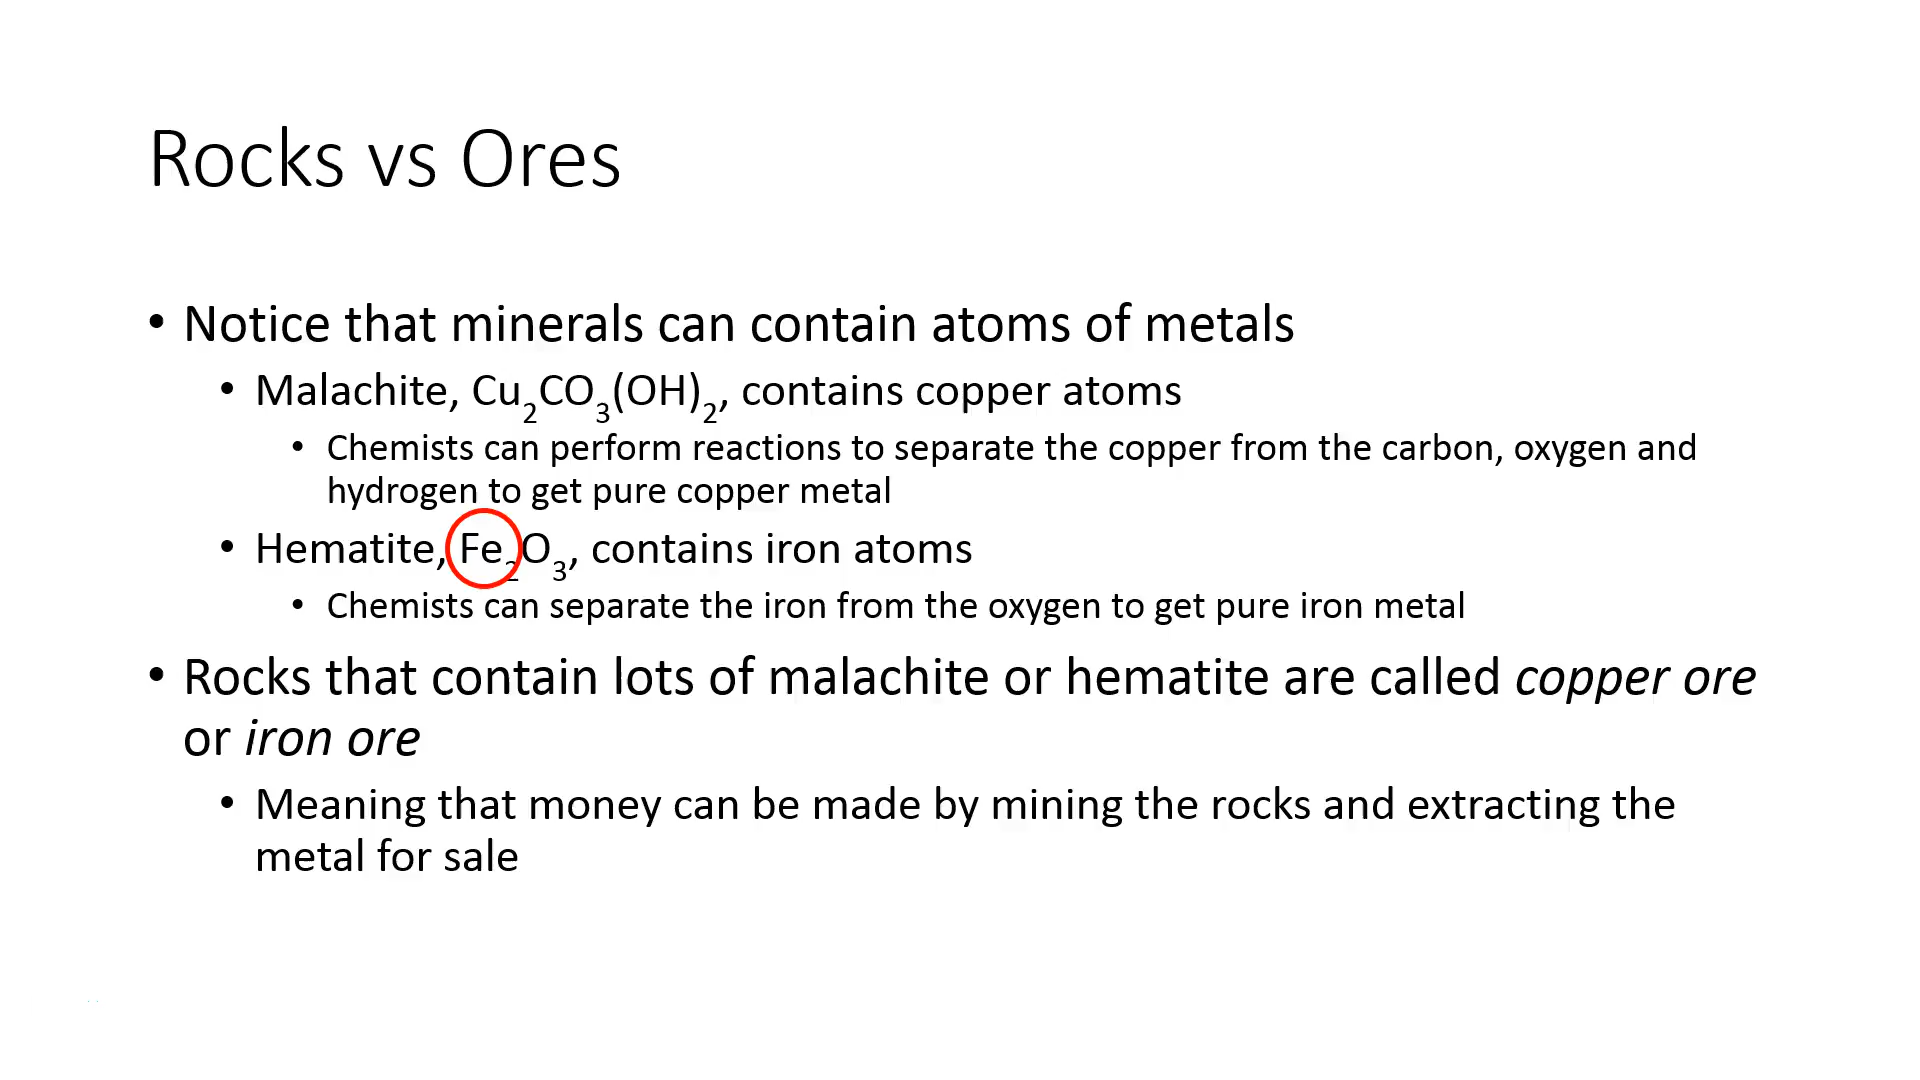 Rocks vs Ores
• Notice that minerals can contain atoms of metals
• Malachite, Cu₂CO₃(OH)₂, contains copper atoms
• Chemists can perform reactions to separate the copper from the carbon, oxygen and
hydrogen to get pure copper metal
• Hematite, Fe₂O₃, contains iron atoms
• Chemists can separate the iron from the oxygen to get pure iron metal
• Rocks that contain lots of malachite or hematite are called copper ore
or iron ore
• Meaning that money can be made by mining the rocks and extracting the
metal for sale